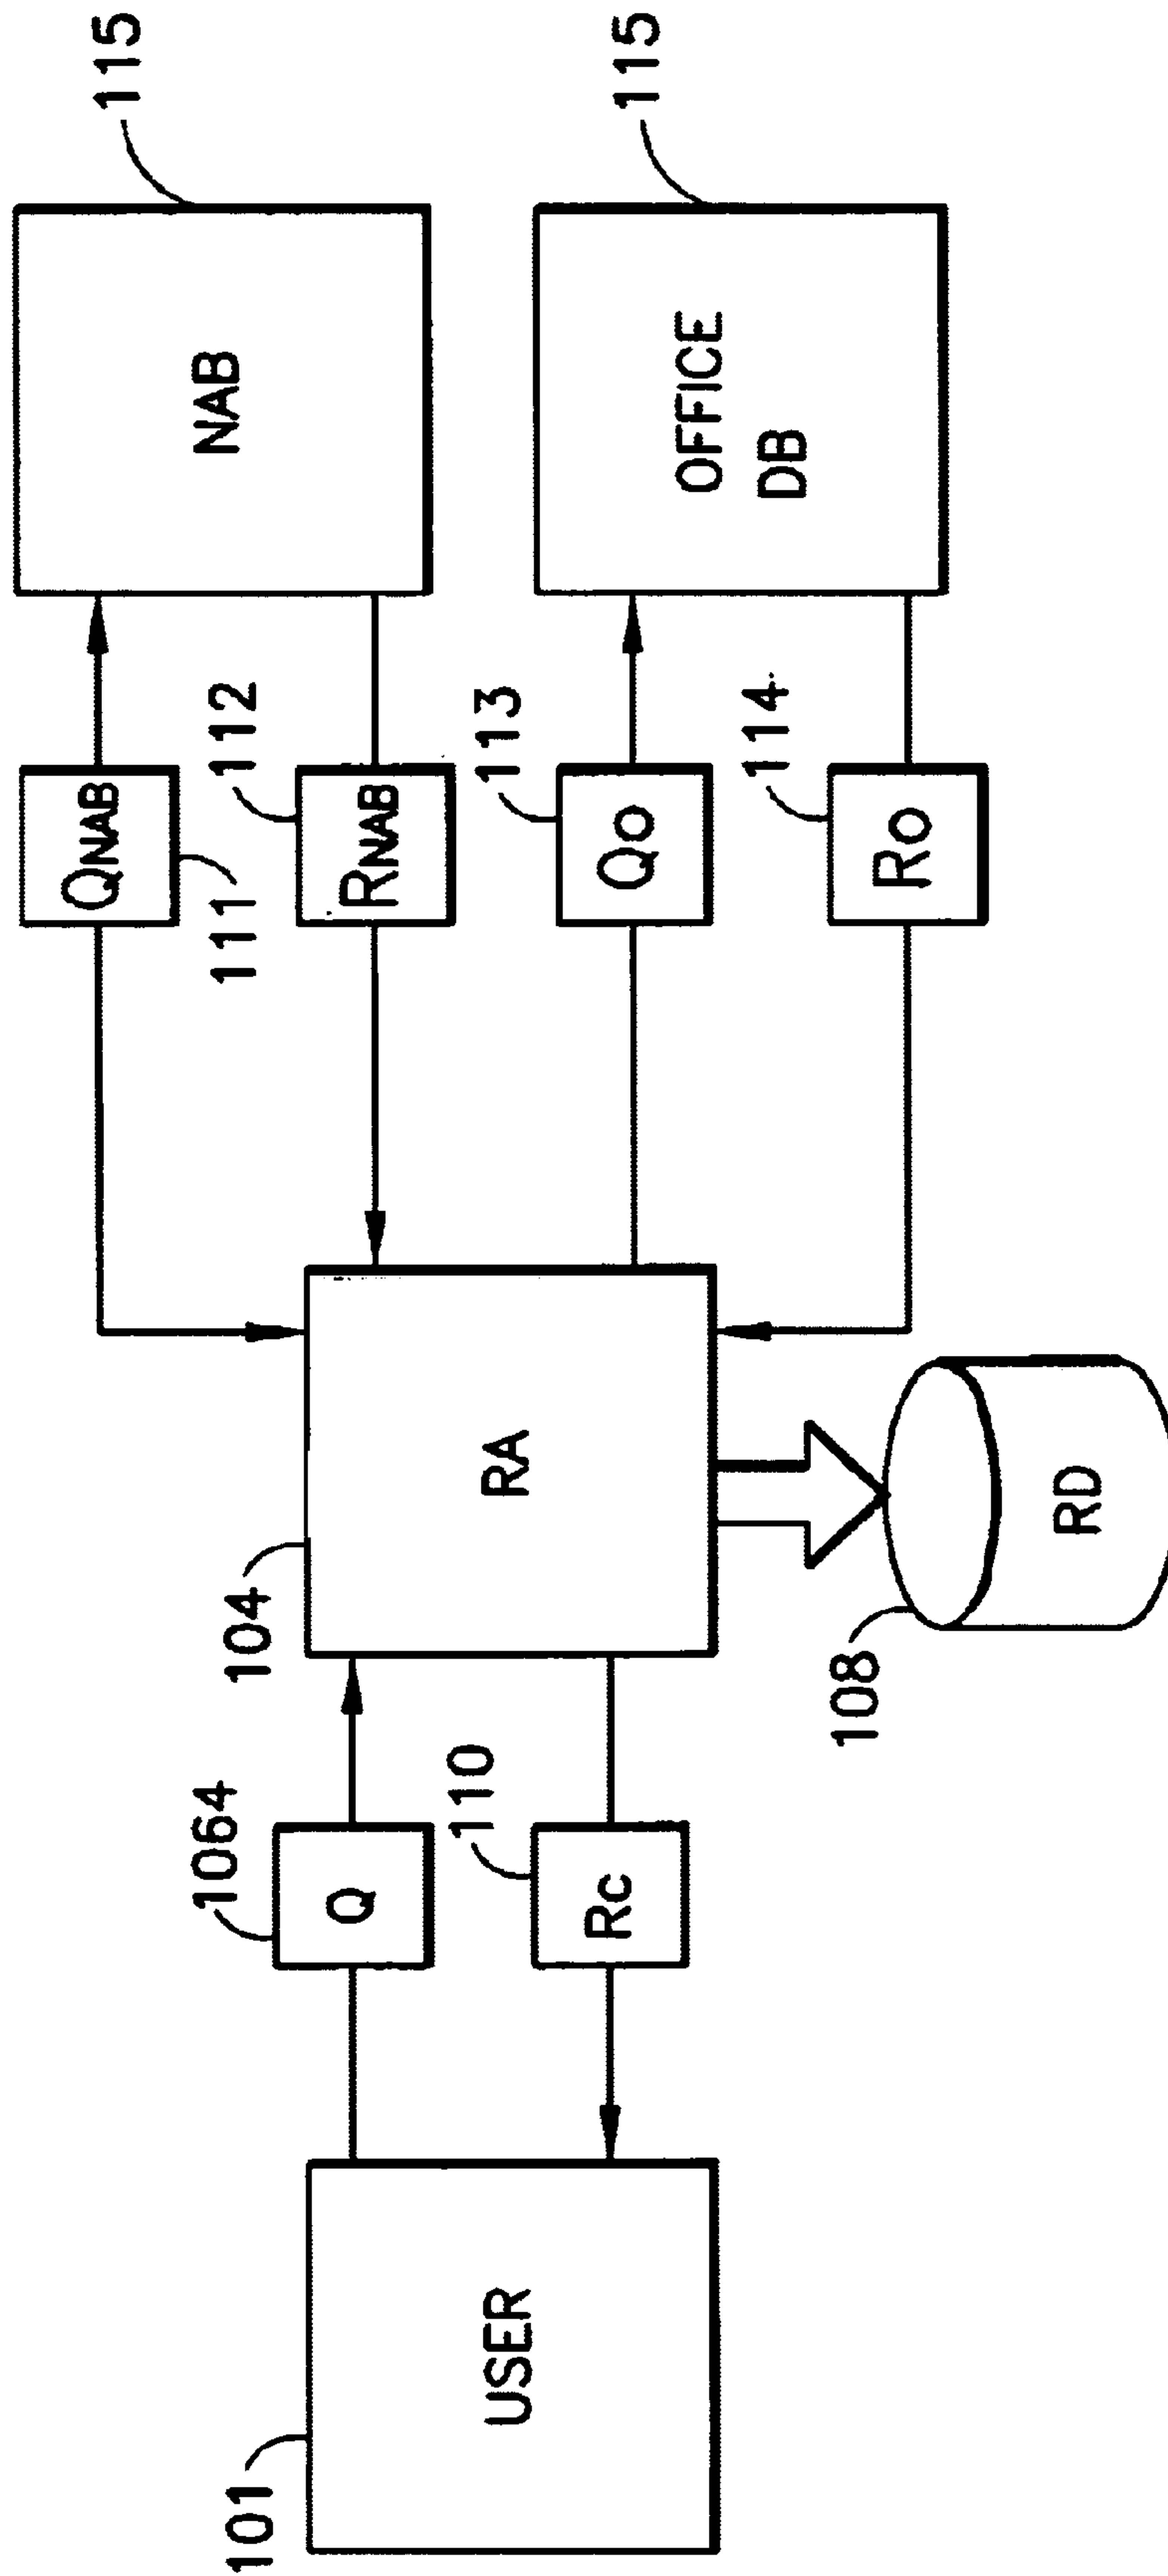 101
USER
1064
Q
110
Rc
104
RA
108
RD
QNAB
111
112
RNAB
113
Qo
114
Ro
115
NAB
115
OFFICE
DB